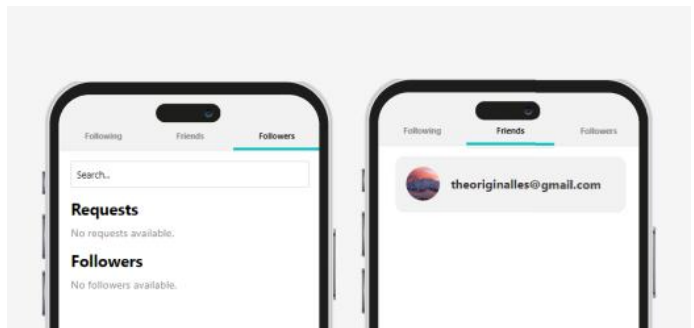 Following Friends Followers
Search..
Requests
No requests available.
Followers
No followers available.
Following Friends Followers
theoriginalles@gmail.com